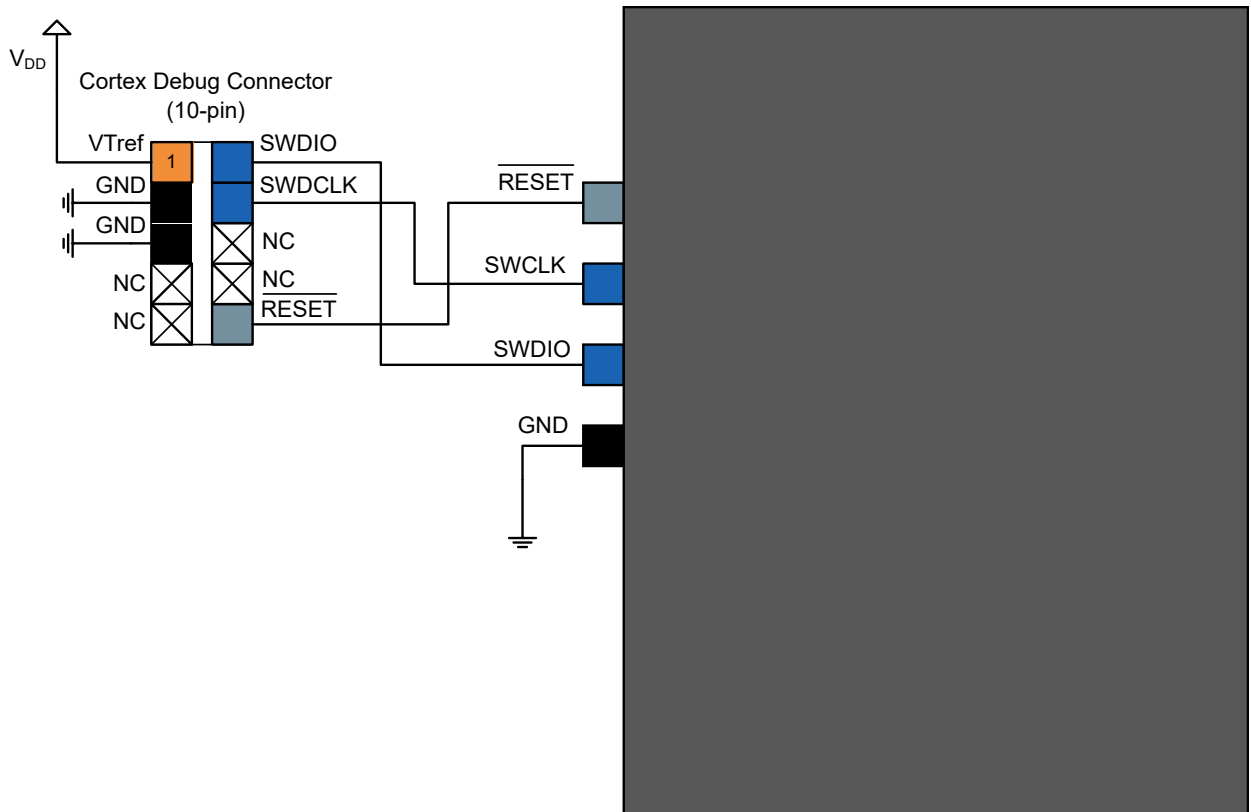 V_DD
Cortex Debug Connector
(10-pin)
VTref
1
SWDIO
GND
SWDCLK
GND
NC
NC
NC
NC
RESET
RESET
SWCLK
SWDIO
GND